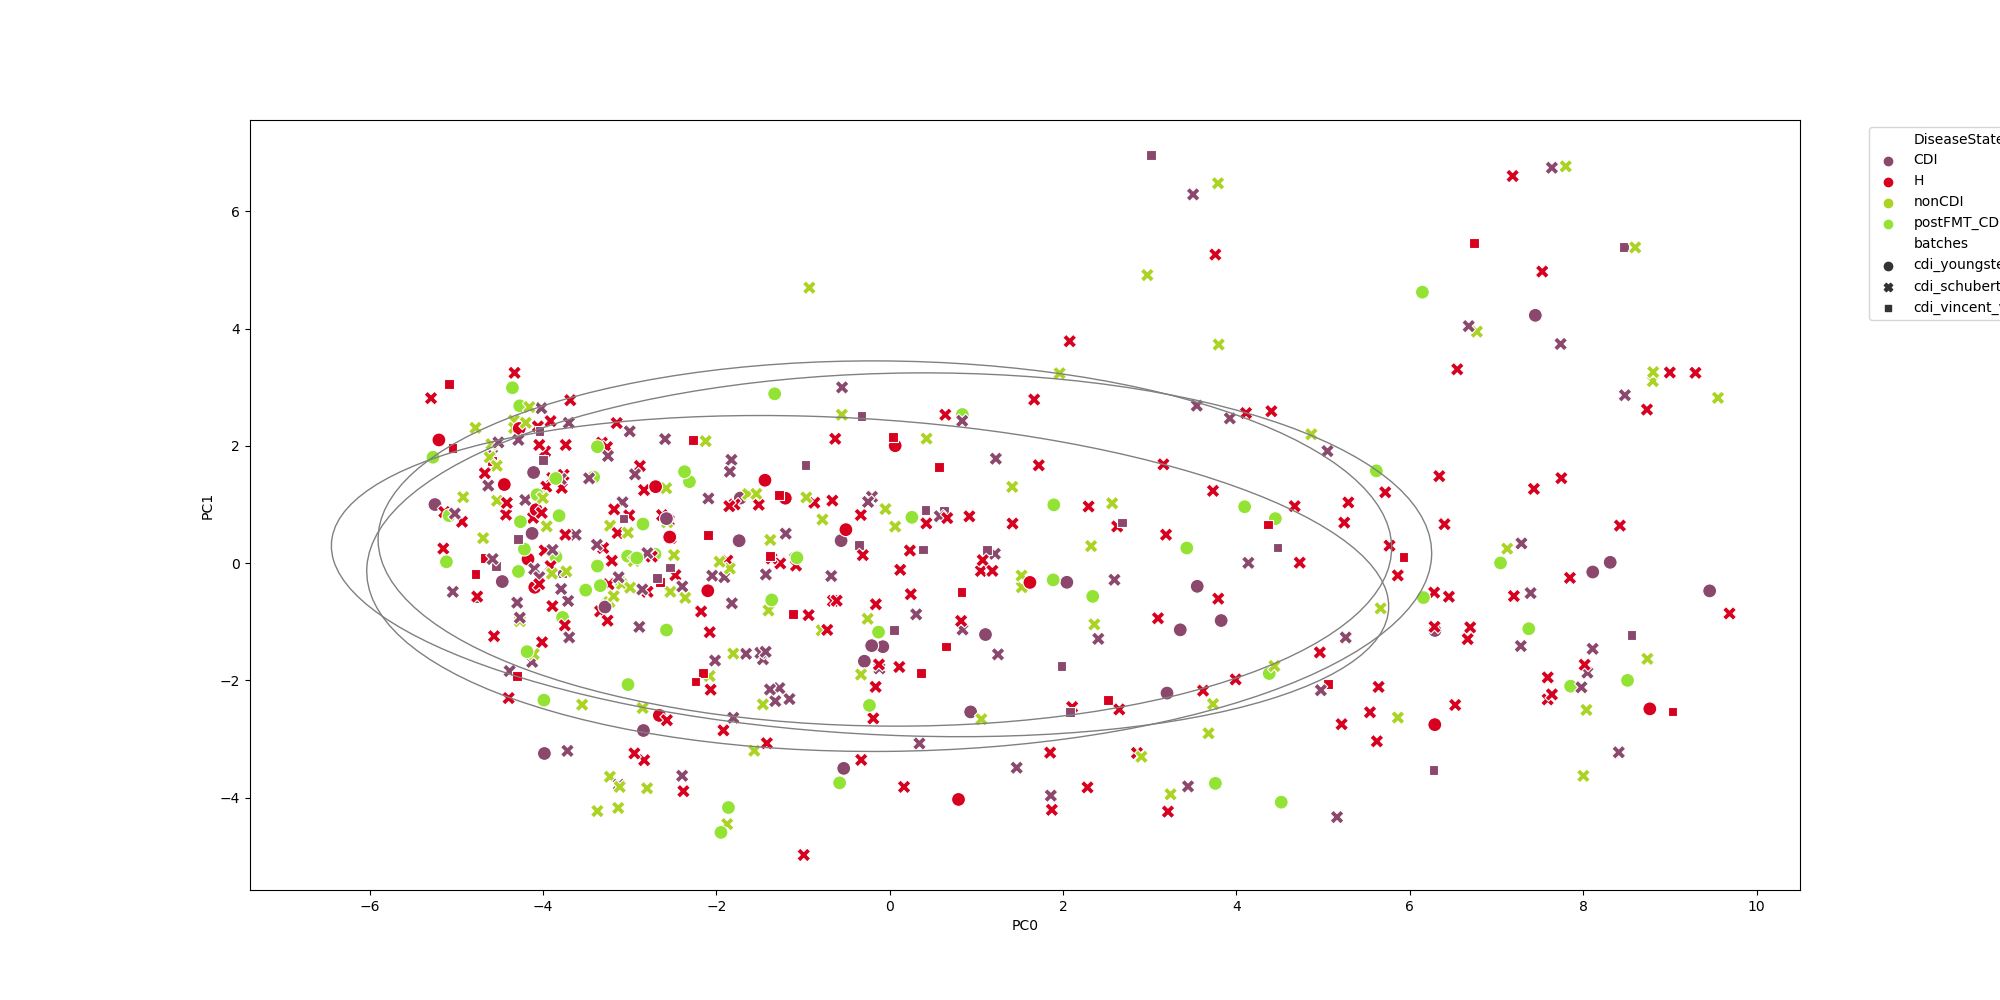 DiseaseState
CDI
H
nonCDI
postFMT_CD
batches
cdi_youngste
cdi_schubert
cdi_vincent_
6
4
2
0
−2
−4
PC1
−6
−4
−2
0
2
4
6
8
10
PC0